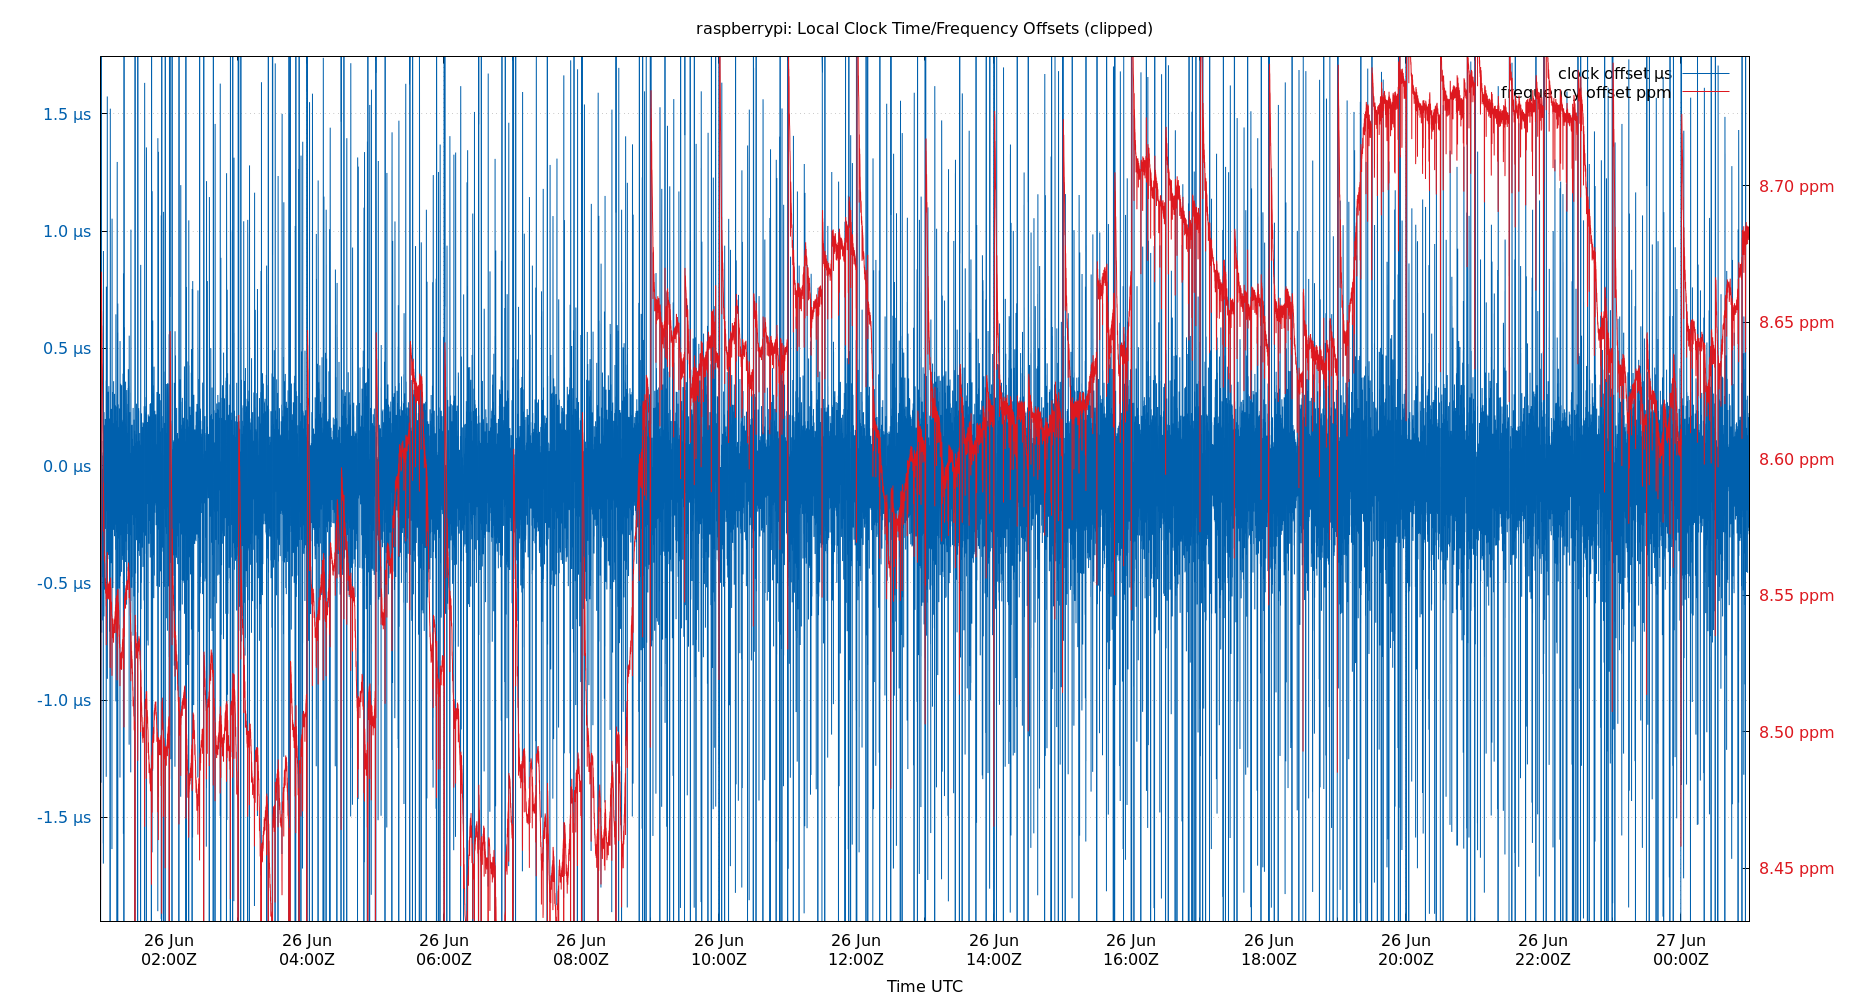 raspberrypi: Local Clock Time/Frequency Offsets (clipped)
clock offset µs
frequency offset ppm
1.5 µs
1.0 µs
0.5 µs
0.0 µs
-0.5 µs
-1.0 µs
-1.5 µs
8.70 ppm
8.65 ppm
8.60 ppm
8.55 ppm
8.50 ppm
8.45 ppm
26 Jun 26 Jun 26 Jun 26 Jun 26 Jun 26 Jun 26 Jun 26 Jun 26 Jun 26 Jun 26 Jun 27 Jun
02:00Z 04:00Z 06:00Z 08:00Z 10:00Z 12:00Z 14:00Z 16:00Z 18:00Z 20:00Z 22:00Z 00:00Z
Time UTC